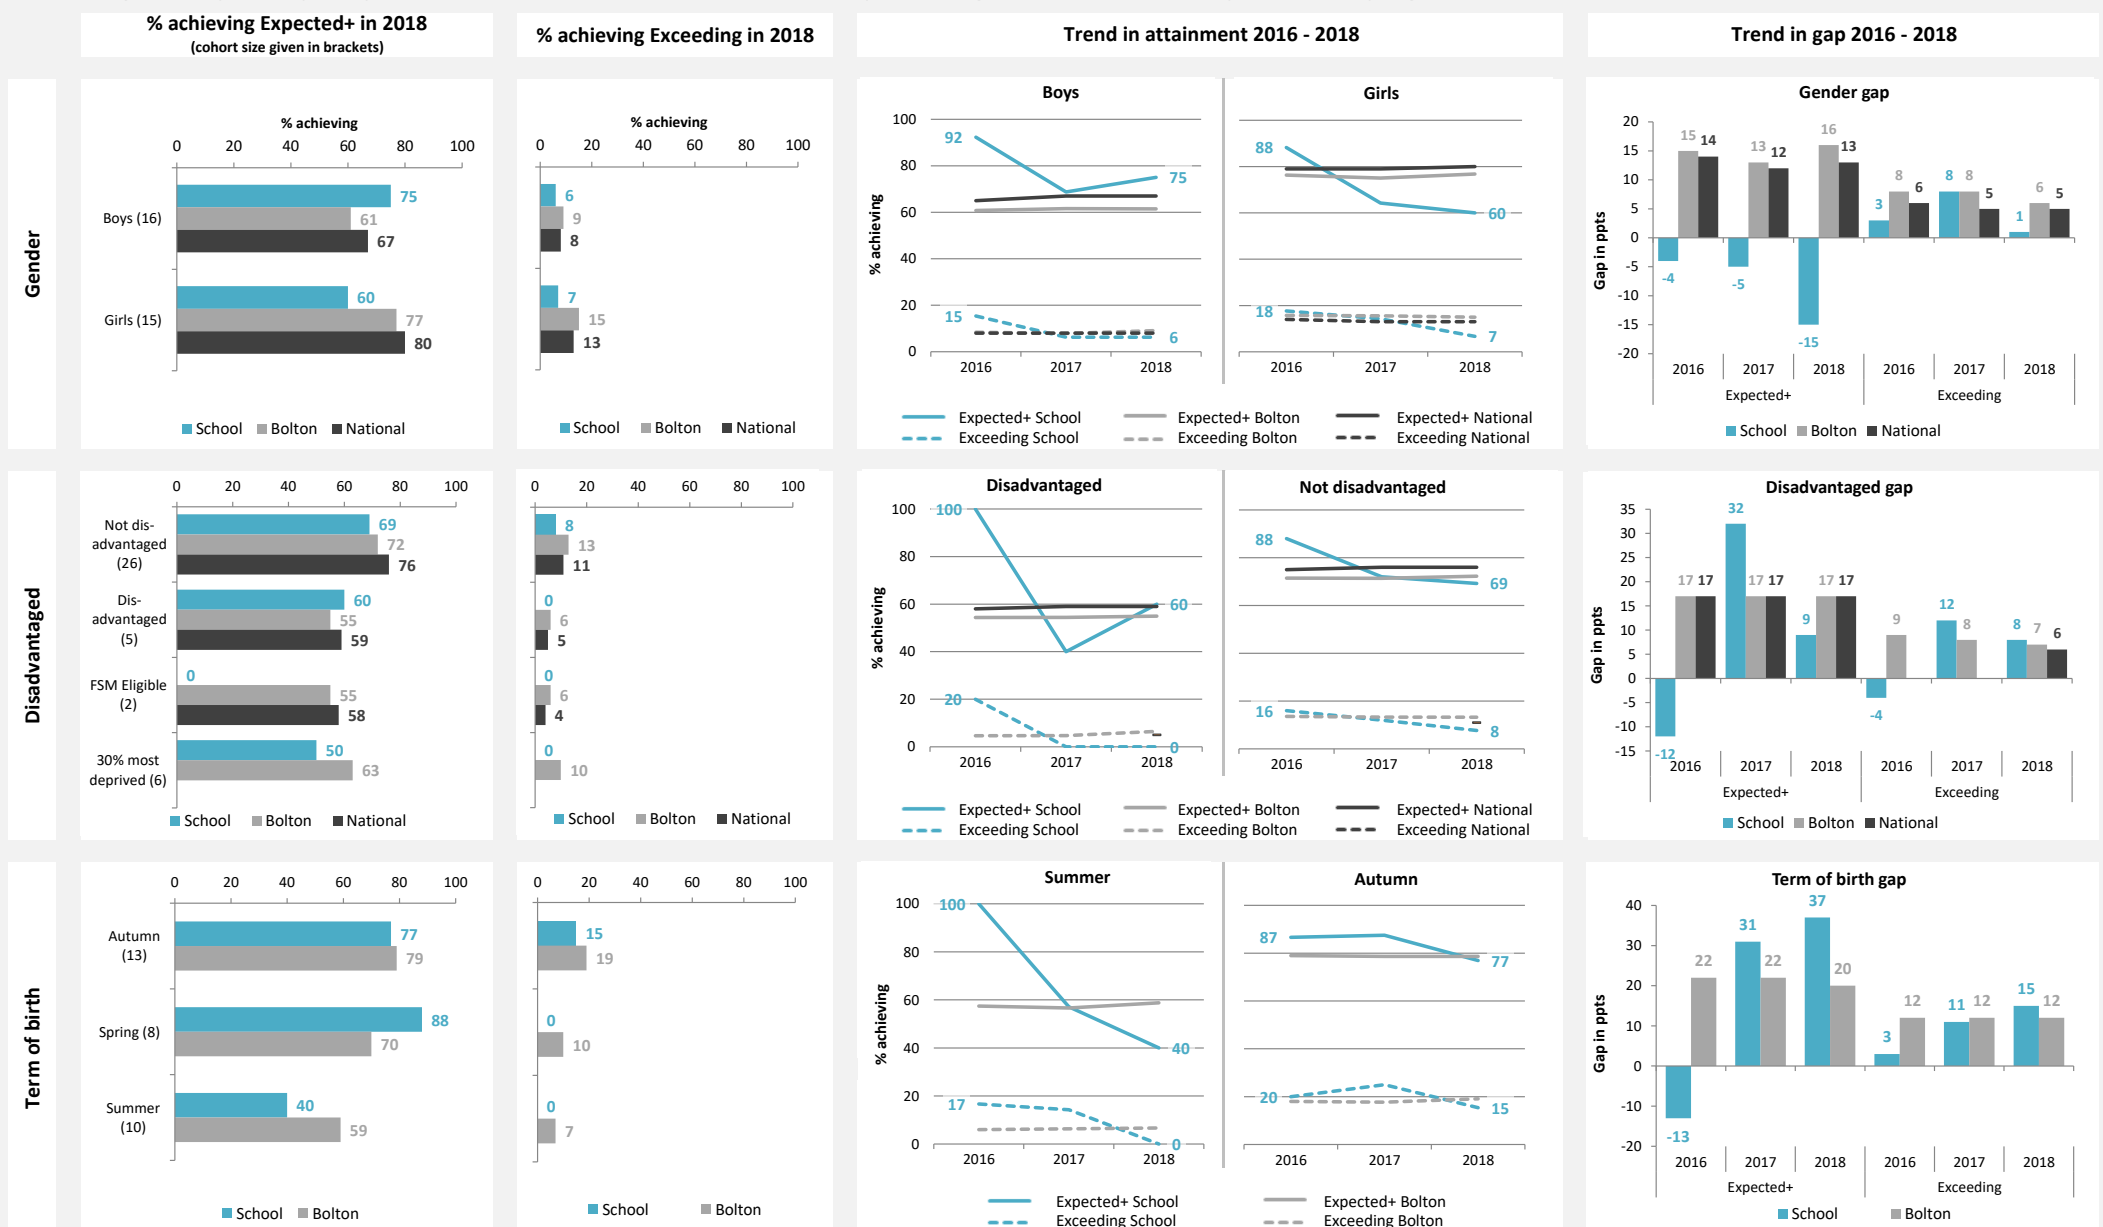 % achieving Expected+ in 2018
(cohort size given in brackets)
% achieving Exceeding in 2018
Trend in attainment 2016 - 2018
Trend in gap 2016 - 2018
Gender
% achieving
0 20 40 60 80 100
Boys (16)
75
61
67
Girls (15)
60
77
80
School Bolton National
% achieving
0 20 40 60 80 100
6
9
8
7
15
13
School Bolton National
Boys
Girls
% achieving
100
80
60
40
20
0
92
75
15
6
2016 2017 2018
88
60
18
7
2016 2017 2018
Expected+ School Expected+ Bolton Expected+ National
Exceeding School Exceeding Bolton Exceeding National
Gender gap
Gap in ppts
20
15
10
5
0
-5
-10
-15
-20
-4 15 14
-5 13 12
-15 16 13
3 8 6
8 8 5
1 6 5
2016 2017 2018 2016 2017 2018
Expected+ Exceeding
School Bolton National
Disadvantaged
0 20 40 60 80 100
Not dis-
advantaged
(26)
69
72
76
Dis-
advantaged
(5)
60
55
59
FSM Eligible
(2)
0
55
58
30% most
deprived (6)
50
63
School Bolton National
0 20 40 60 80 100
8
13
11
0
6
5
0
6
4
0
10
School Bolton National
Disadvantaged
Not disadvantaged
% achieving
100
80
60
40
20
0
100
60
20
0
2016 2017 2018
88
69
16
8
2016 2017 2018
Expected+ School Expected+ Bolton Expected+ National
Exceeding School Exceeding Bolton Exceeding National
Disadvantaged gap
Gap in ppts
35
30
25
20
15
10
5
0
-5
-10
-15
-12 17 17
32 17 17
9 17 17
-4 9
12 8
8 7 6
2016 2017 2018 2016 2017 2018
Expected+ Exceeding
School Bolton National
Term of birth
0 20 40 60 80 100
Autumn
(13)
77
79
Spring (8)
88
70
Summer
(10)
40
59
School Bolton
0 20 40 60 80 100
15
19
0
10
0
7
School Bolton
Summer
Autumn
% achieving
100
80
60
40
20
0
100
40
17
0
2016 2017 2018
87
77
20
15
2016 2017 2018
Expected+ School Expected+ Bolton
Exceeding School Exceeding Bolton
Term of birth gap
Gap in ppts
40
30
20
10
0
-10
-20
-13 22
31 22
37 20
3 12
11 12
15 12
2016 2017 2018 2016 2017 2018
Expected+ Exceeding
School Bolton